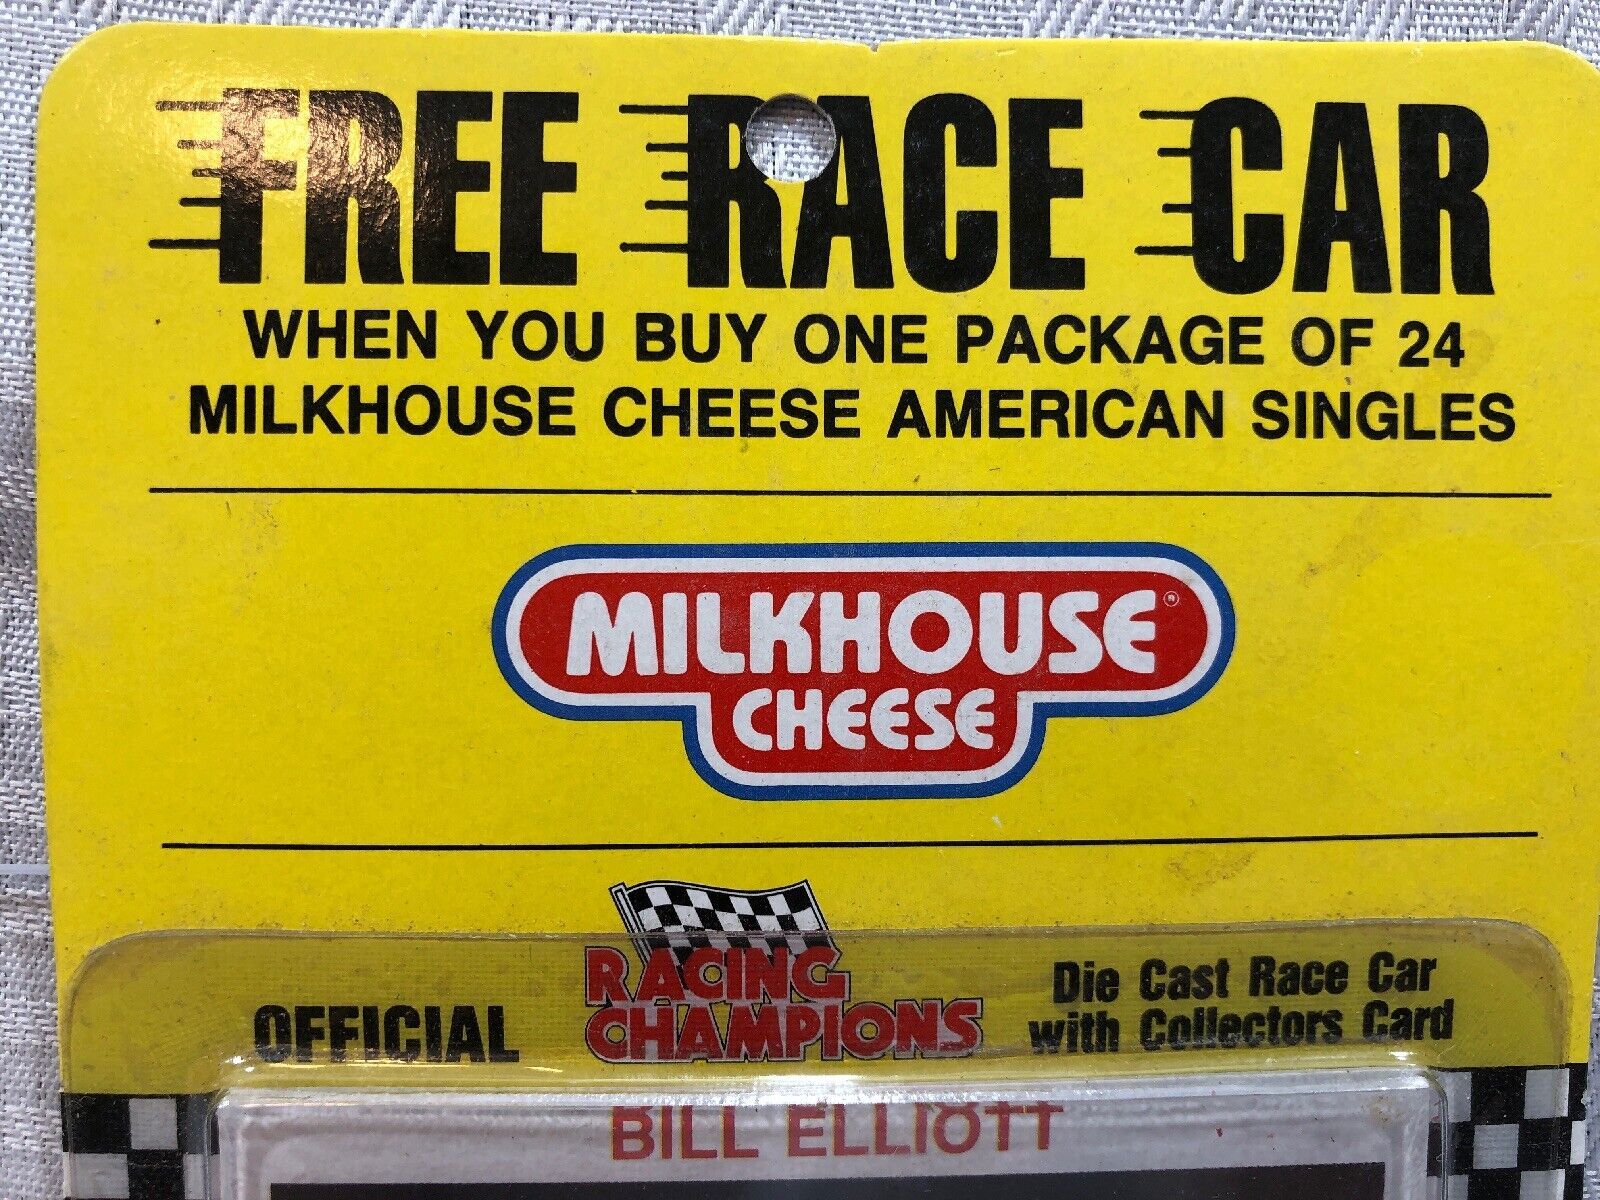 FREE RACE CAR
WHEN YOU BUY ONE PACKAGE OF 24
MILKHOUSE CHEESE AMERICAN SINGLES
MILKHOUSE®
CHEESE
OFFICIAL
RACING
CHAMPIONS
Die Cast Race Car
with Collectors Card
BILL ELLIOTT